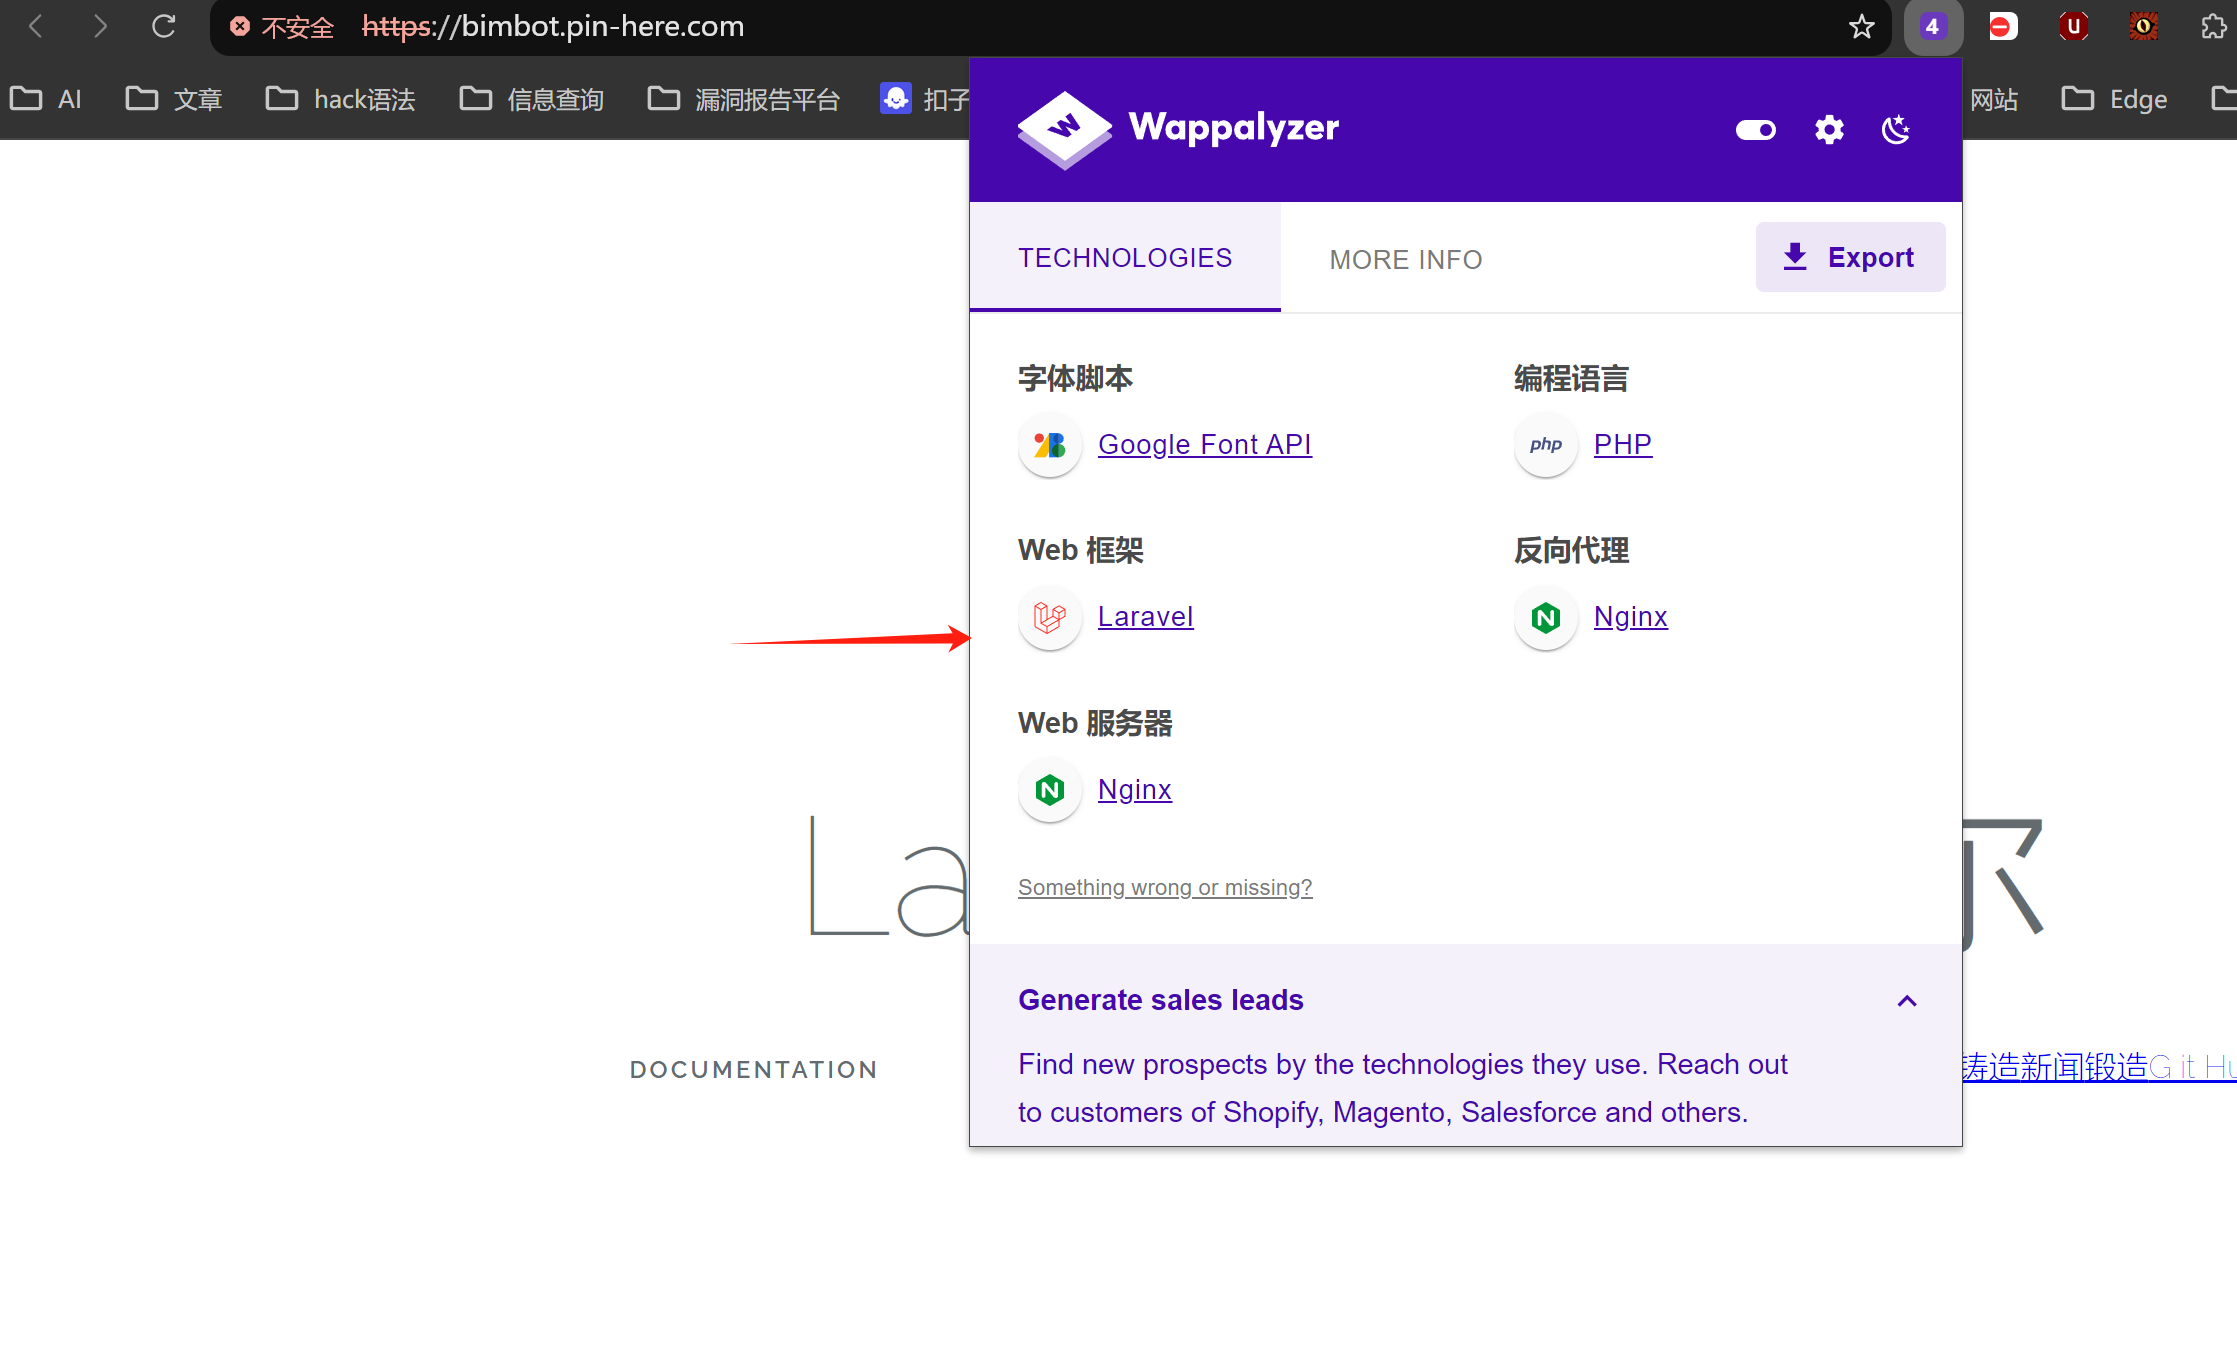 不安全 https://bimbot.pin-here.com 4
AI 文章 hack语法 信息查询 漏洞报告平台 扣子 网站 Edge
Wappalyzer
TECHNOLOGIES MORE INFO Export
字体脚本 编程语言
Google Font API php PHP
Web 框架 反向代理
Laravel Nginx
Web 服务器
Nginx
La
Something wrong or missing?
Generate sales leads
DOCUMENTATION Find new prospects by the technologies they use. Reach out 铸造新闻锻造G it Hu
to customers of Shopify, Magento, Salesforce and others.